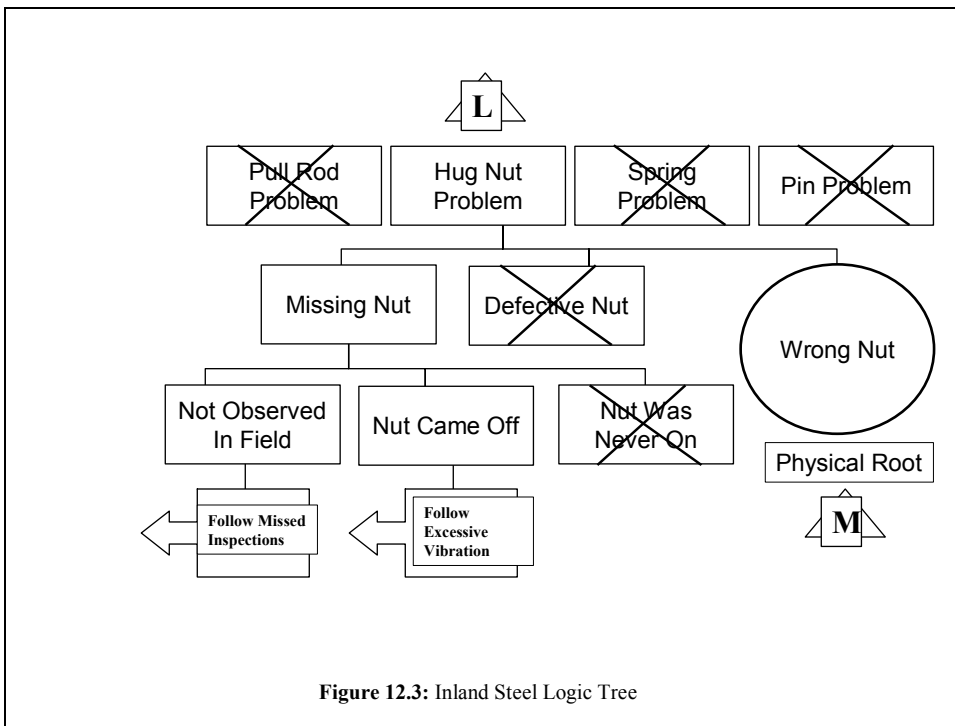 L
Pull Rod
Problem
Hug Nut
Problem
Spring
Problem
Pin Problem
Missing Nut
Defective Nut
Wrong Nut
Not Observed
In Field
Nut Came Off
Nut Was
Never On
Physical Root
Follow Missed
Inspections
Follow
Excessive
Vibration
M
Figure 12.3: Inland Steel Logic Tree